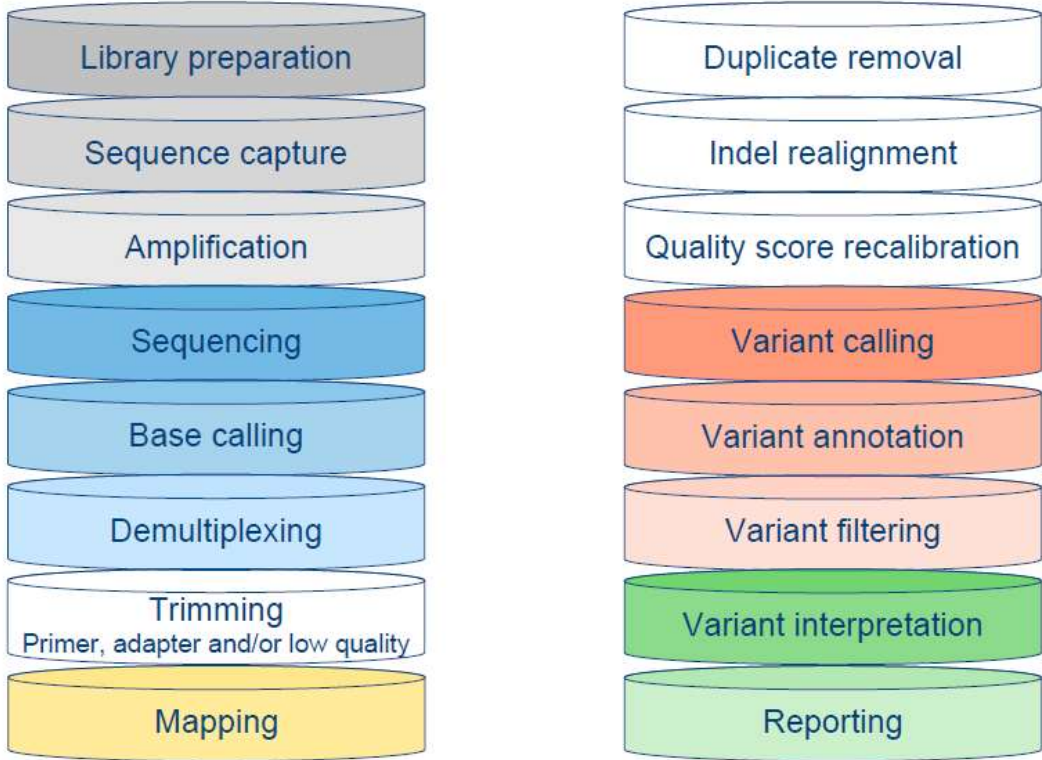 Library preparation
Sequence capture
Amplification
Sequencing
Base calling
Demultiplexing
Trimming
Primer, adapter and/or low quality
Mapping
Duplicate removal
Indel realignment
Quality score recalibration
Variant calling
Variant annotation
Variant filtering
Variant interpretation
Reporting